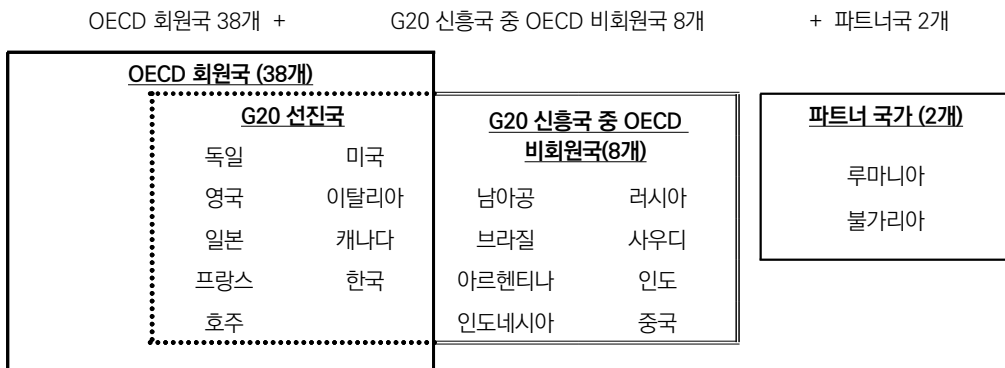 OECD 회원국 38개 + G20 신흥국 중 OECD 비회원국 8개 + 파트너국 2개
OECD 회원국 (38개)
G20 선진국
독일 미국
영국 이탈리아
일본 캐나다
프랑스 한국
호주
G20 신흥국 중 OECD
비회원국(8개)
남아공 러시아
브라질 사우디
아르헨티나 인도
인도네시아 중국
파트너 국가 (2개)
루마니아
불가리아